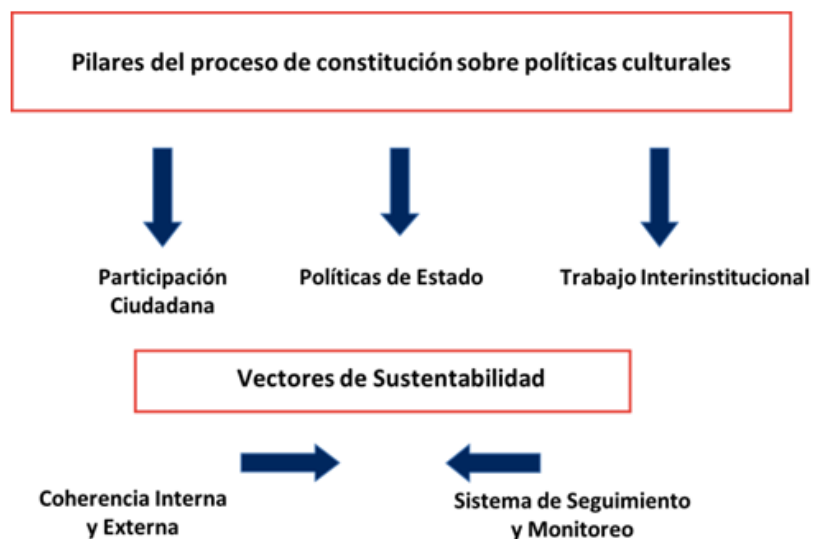 Pilares del proceso de constitución sobre políticas culturales
Participación
Ciudadana
Políticas de Estado
Trabajo Interinstitucional
Vectores de Sustentabilidad
Coherencia Interna
y Externa
Sistema de Seguimiento
y Monitoreo